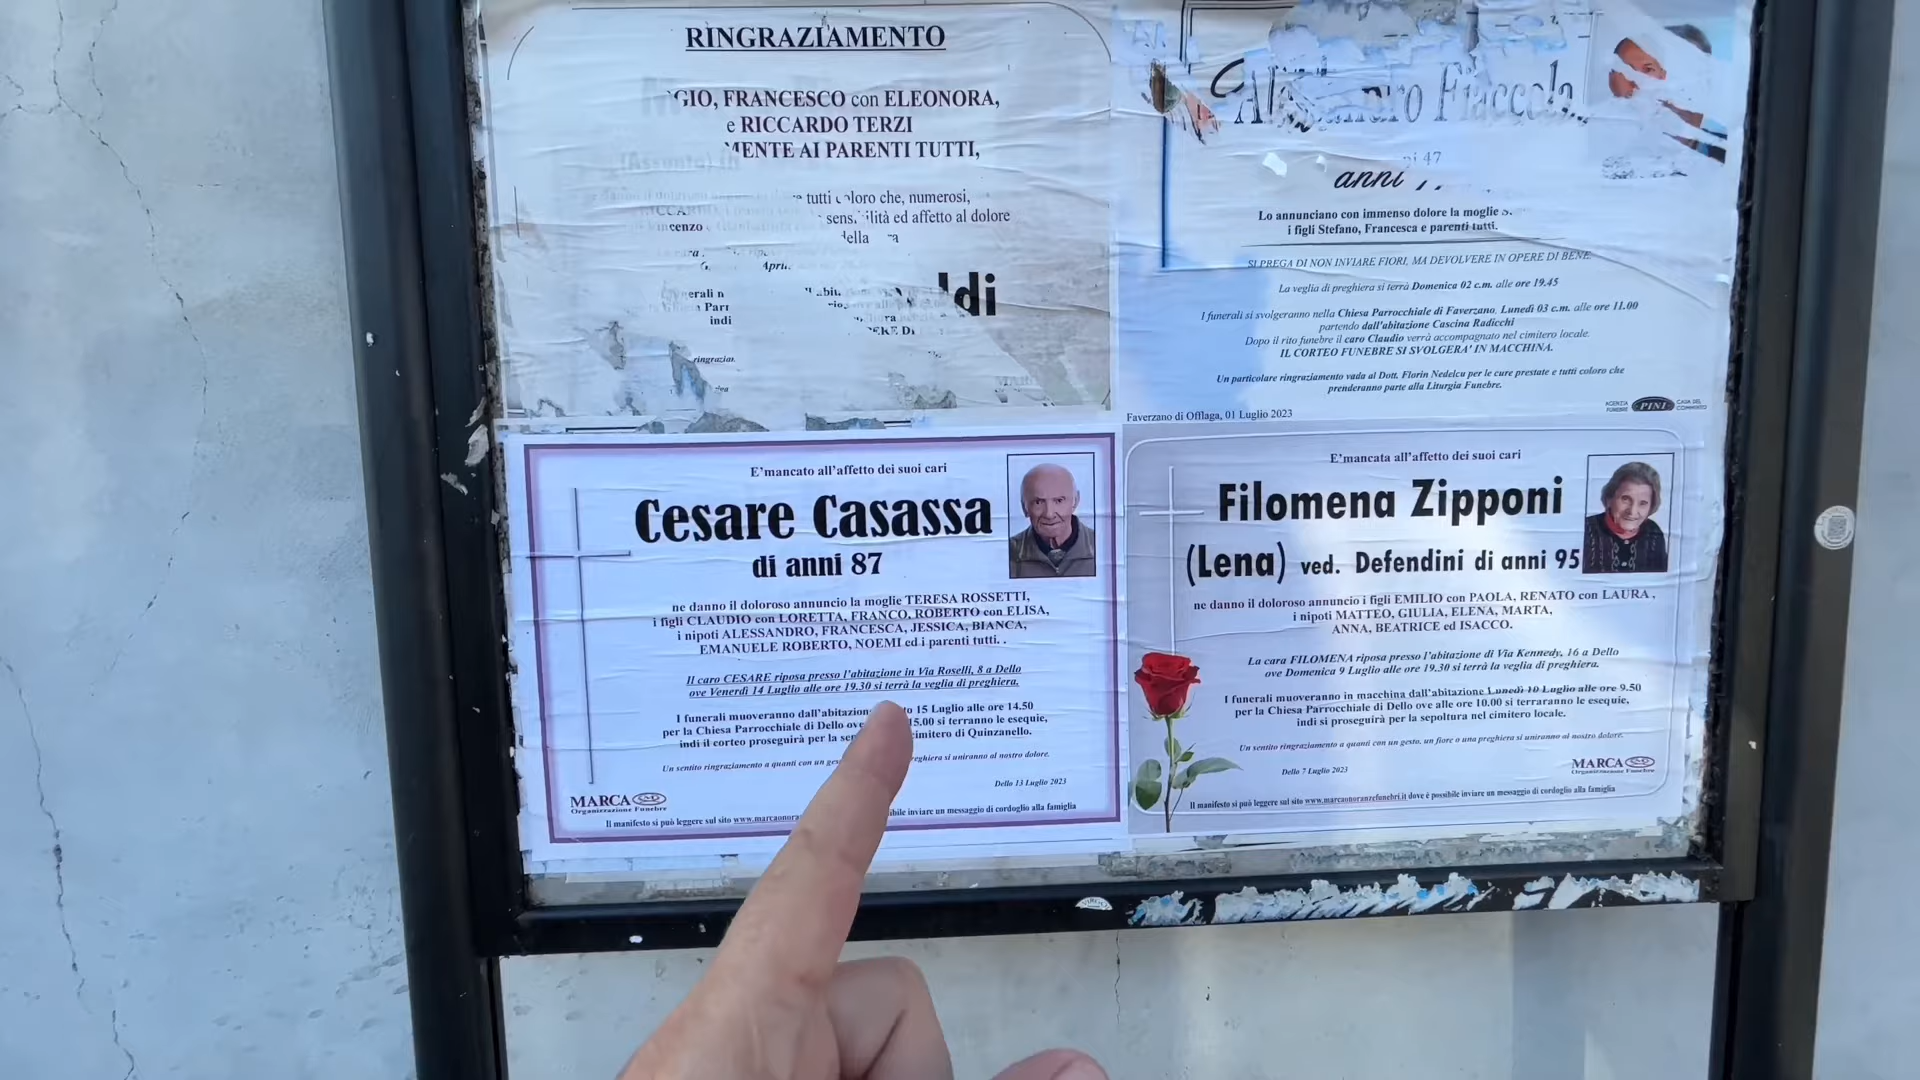 RINGRAZIAMENTO
GIO, FRANCESCO con ELEONORA,
e RICCARDO TERZI
MENTE AI PARENTI TUTTI,
tutti coloro che, numerosi,
ed affetto al dolore
della
ldi
Fiaccola
anni
Lo annunciano con immenso dolore la moglie
i figli Stefano, Francesca e parenti tutti.
SI PREGA DI NON INVIARE FIORI, MA DEVOLVERE IN OPERE DI BENE
La veglia di preghiera si terrà Domenica 02 c.m. alle ore 19.45
I funerali si svolgeranno nella Chiesa Parrocchiale di Faverzano, Lunedì 03 c.m. alle ore 11.00
partendo dall'abitazione Cascina Radicchi
Dopo il rito funebre il caro Claudio verrà accompagnato nel cimitero locale.
IL CORTEO FUNEBRE SI SVOLGERA' IN MACCHINA.
Un particolare ringraziamento vada al Dott. Florin Nedelcu per le cure prestate e tutti coloro che
prenderanno parte alla Liturgia Funebre.
AGENZIA FUNEBRE PINI CASA DEL COMMIATO
Faverzano di Offlaga, 01 Luglio 2023
E'mancato all'affetto dei suoi cari
Cesare Casassa
di anni 87
ne danno il doloroso annuncio la moglie TERESA ROSSETTI,
i figli CLAUDIO con LORETTA, FRANCO, ROBERTO con ELISA,
i nipoti ALESSANDRO, FRANCESCA, JESSICA, BIANCA,
EMANUELE ROBERTO, NOEMI ed i parenti tutti. .
Il caro CESARE riposa presso l'abitazione in Via Roselli, 8 a Dello
ove Venerdì 14 Luglio alle ore 19.30 si terrà la veglia di preghiera.
I funerali muoveranno dall'abitazione 15 Luglio alle ore 14.50
per la Chiesa Parrocchiale di Dello ove 15.00 si terranno le esequie,
indi il corteo proseguirà per la cimitero di Quinzanello.
Un sentito ringraziamento a quanti con un preghiera si uniranno al nostro dolore.
Dello 13 Luglio 2023
MARCA
Organizzazione Funebre
Il manifesto si può leggere sul sito inviare un messaggio di cordoglio alla famiglia
E'mancata all'affetto dei suoi cari
Filomena Zipponi
(Lena) ved. Defendini di anni 95
ne danno il doloroso annuncio i figli EMILIO con PAOLA, RENATO con LAURA,
i nipoti MATTEO, GIULIA, ELENA, MARTA,
ANNA, BEATRICE ed ISACCO.
La cara FILOMENA riposa presso l'abitazione di Via Kennedy, 16 a Dello
ove Domenica 9 Luglio alle ore 19.30 si terrà la veglia di preghiera.
I funerali muoveranno in macchina dall'abitazione Lunedì 10 Luglio alle ore 9.50
per la Chiesa Parrocchiale di Dello ove alle ore 10.00 si terraranno le esequie,
indi si proseguirà per la sepoltura nel cimitero locale.
Un sentito ringraziamento a quanti con un gesto, un fiore o una preghiera si uniranno al nostro dolore.
Dello 7 Luglio 2023
MARCA
Organizzazione Funebre
Il manifesto si può leggere sul sito www.marcaonoranzefunebri.it dove è possibile inviare un messaggio di cordoglio alla famiglia